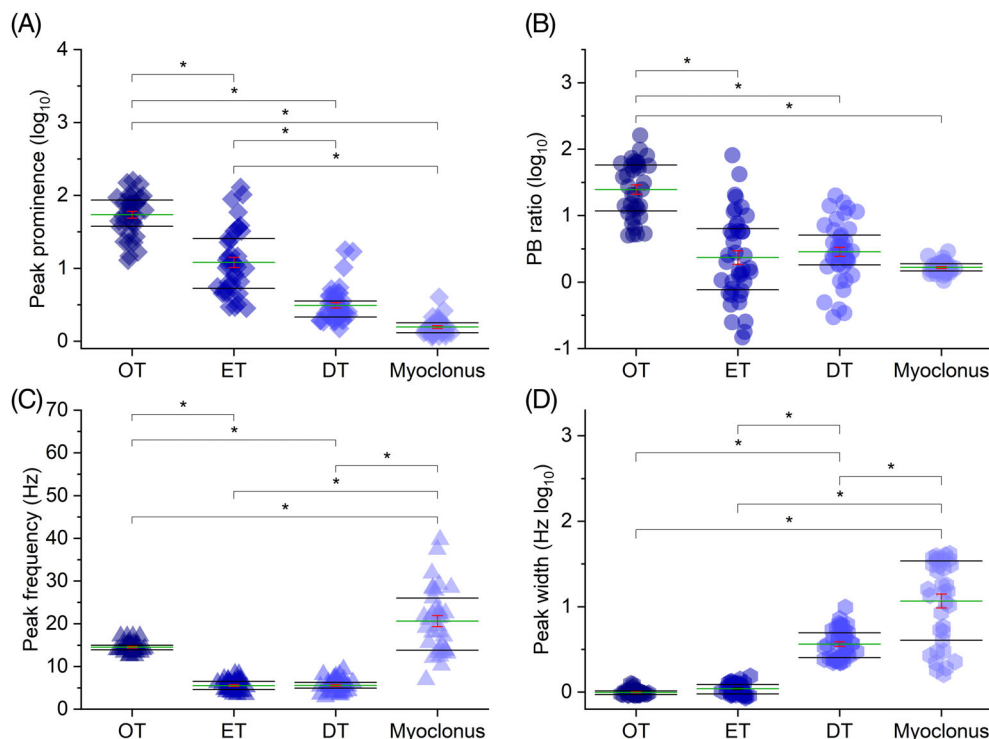 (A)
Peak prominence (log10)
4
3
2
1
0
* * * * *
OT ET DT Myoclonus
(B)
PB ratio (log10)
3
2
1
0
-1
* * *
OT ET DT Myoclonus
(C)
Peak frequency (Hz)
70
60
50
40
30
20
10
0
* * * * *
OT ET DT Myoclonus
(D)
Peak width (Hz log10)
3
2
1
0
* * * * *
OT ET DT Myoclonus